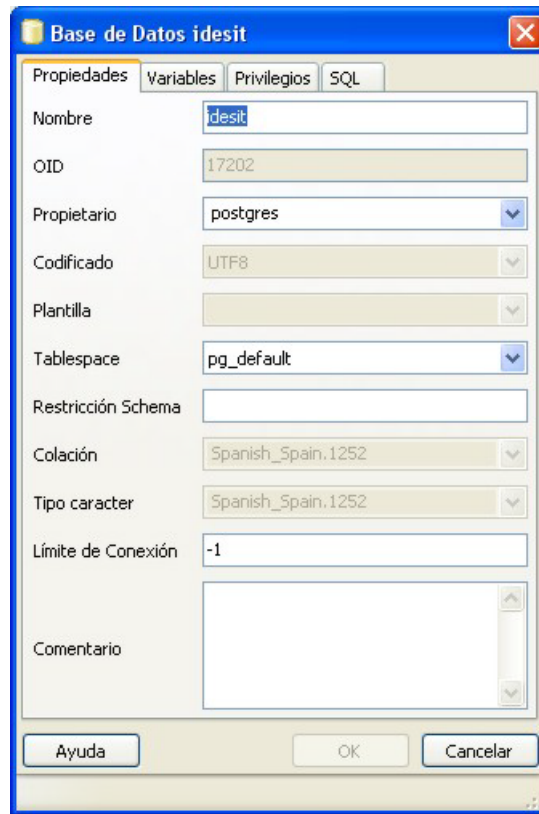 Base de Datos idesit
Propiedades Variables Privilegios SQL
Nombre idesit
OID 17202
Propietario postgres
Codificado UTF8
Plantilla
Tablespace pg_default
Restricción Schema
Colación Spanish_Spain.1252
Tipo caracter Spanish_Spain.1252
Límite de Conexión -1
Comentario
Ayuda OK Cancelar